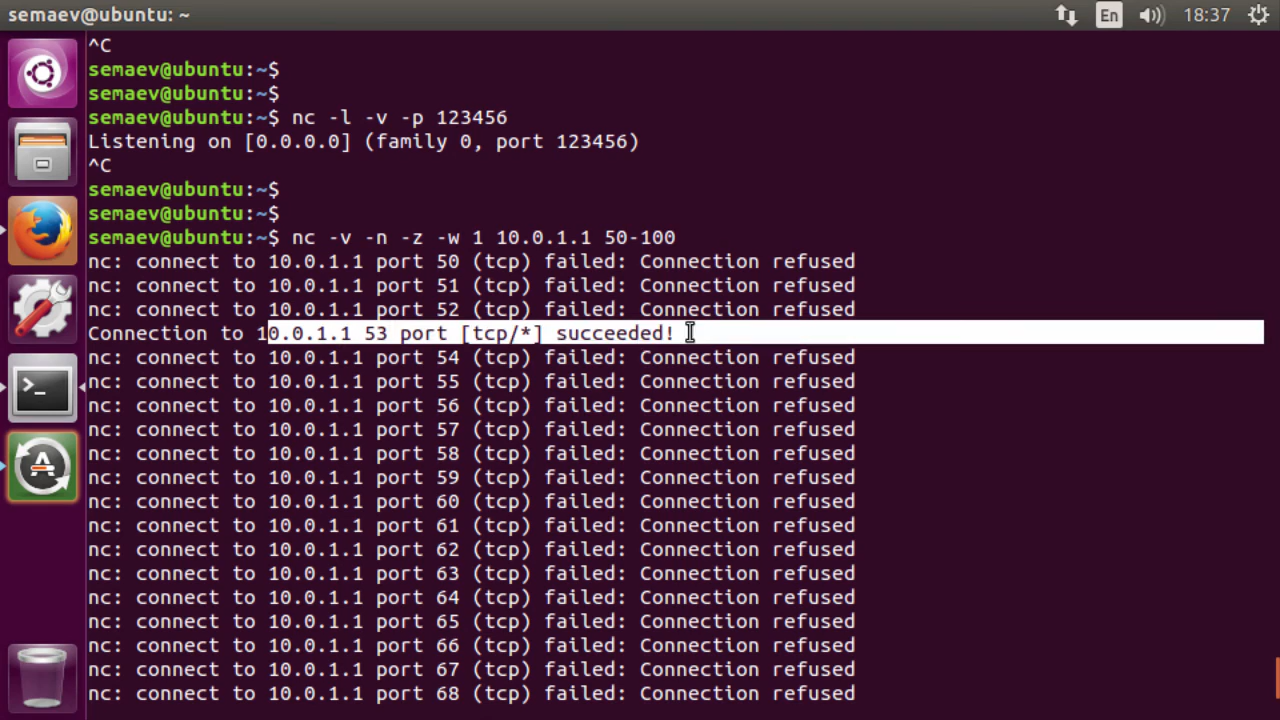 semaev@ubuntu: ~
En
18:37
^C
semaev@ubuntu:~$
semaev@ubuntu:~$
semaev@ubuntu:~$ nc -l -v -p 123456
Listening on [0.0.0.0] (family 0, port 123456)
^C
semaev@ubuntu:~$
semaev@ubuntu:~$
semaev@ubuntu:~$ nc -v -n -z -w 1 10.0.1.1 50-100
nc: connect to 10.0.1.1 port 50 (tcp) failed: Connection refused
nc: connect to 10.0.1.1 port 51 (tcp) failed: Connection refused
nc: connect to 10.0.1.1 port 52 (tcp) failed: Connection refused
Connection to 10.0.1.1 53 port [tcp/*] succeeded!
nc: connect to 10.0.1.1 port 54 (tcp) failed: Connection refused
nc: connect to 10.0.1.1 port 55 (tcp) failed: Connection refused
nc: connect to 10.0.1.1 port 56 (tcp) failed: Connection refused
nc: connect to 10.0.1.1 port 57 (tcp) failed: Connection refused
nc: connect to 10.0.1.1 port 58 (tcp) failed: Connection refused
nc: connect to 10.0.1.1 port 59 (tcp) failed: Connection refused
nc: connect to 10.0.1.1 port 60 (tcp) failed: Connection refused
nc: connect to 10.0.1.1 port 61 (tcp) failed: Connection refused
nc: connect to 10.0.1.1 port 62 (tcp) failed: Connection refused
nc: connect to 10.0.1.1 port 63 (tcp) failed: Connection refused
nc: connect to 10.0.1.1 port 64 (tcp) failed: Connection refused
nc: connect to 10.0.1.1 port 65 (tcp) failed: Connection refused
nc: connect to 10.0.1.1 port 66 (tcp) failed: Connection refused
nc: connect to 10.0.1.1 port 67 (tcp) failed: Connection refused
nc: connect to 10.0.1.1 port 68 (tcp) failed: Connection refused